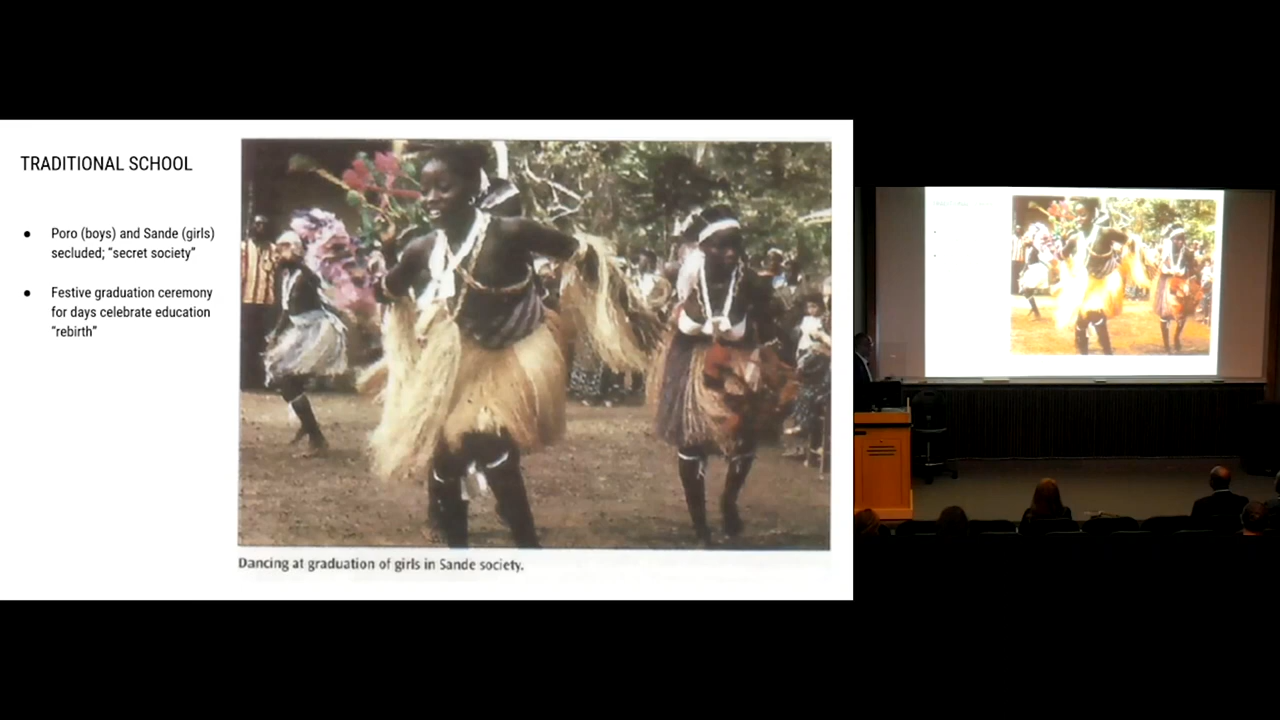 TRADITIONAL SCHOOL
● Poro (boys) and Sande (girls)
secluded; “secret society”
● Festive graduation ceremony
for days celebrate education
“rebirth”
Dancing at graduation of girls in Sande society.